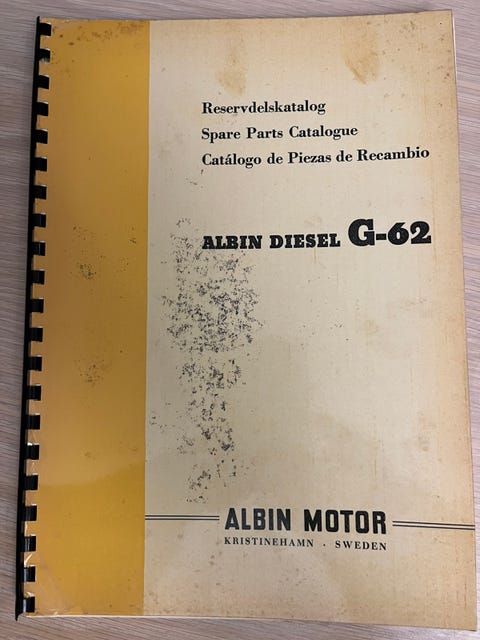 Reservdelskatalog
Spare Parts Catalogue
Catálogo de Piezas de Recambio
ALBIN DIESEL G-62
ALBIN MOTOR
KRISTINEHAMN · SWEDEN